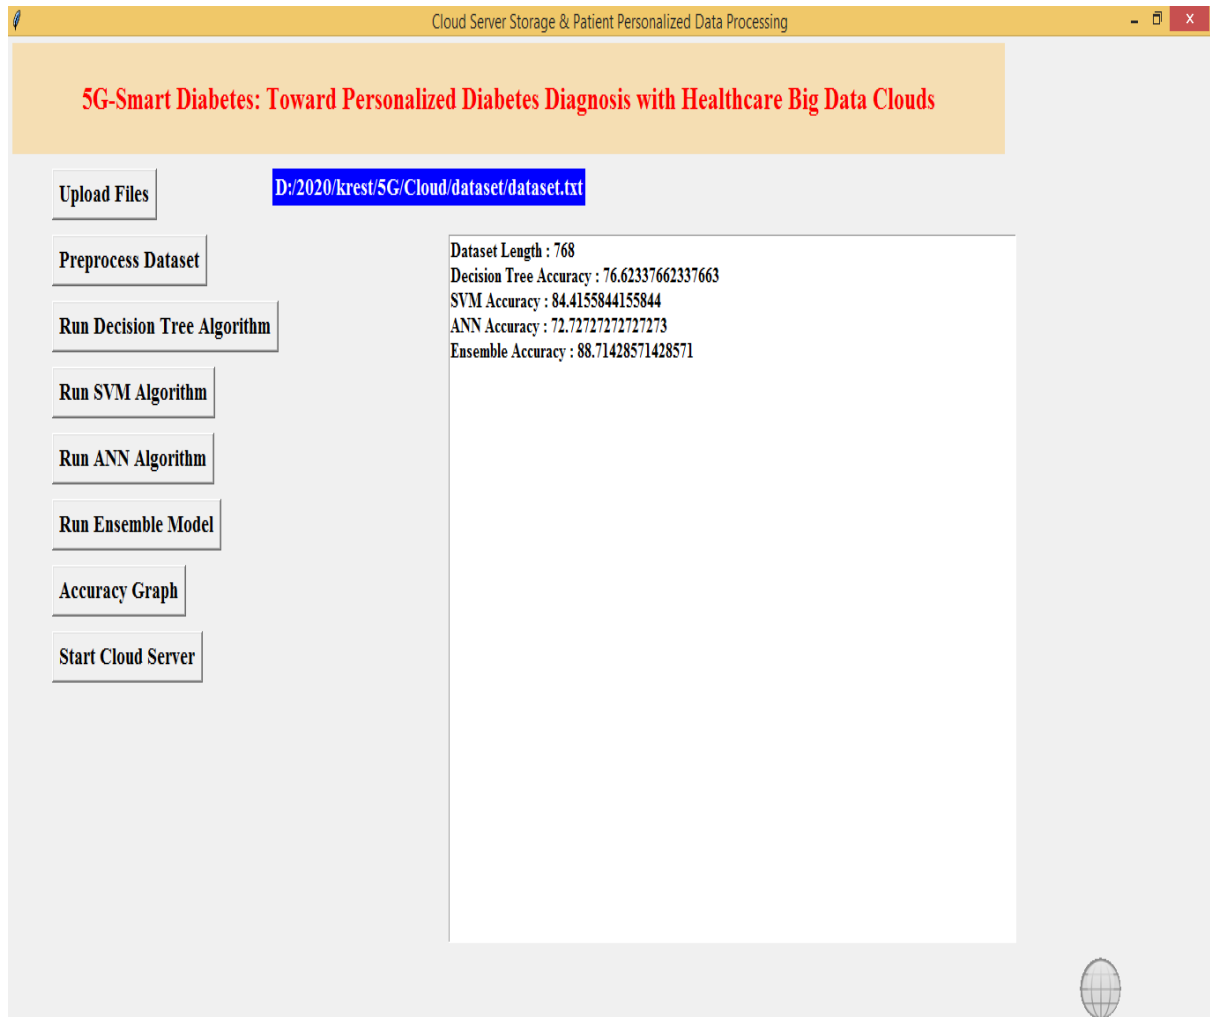 Cloud Server Storage & Patient Personalized Data Processing
5G-Smart Diabetes: Toward Personalized Diabetes Diagnosis with Healthcare Big Data Clouds
Upload Files
D:/2020/krest/5G/Cloud/dataset/dataset.txt
Preprocess Dataset
Run Decision Tree Algorithm
Run SVM Algorithm
Run ANN Algorithm
Run Ensemble Model
Accuracy Graph
Start Cloud Server
Dataset Length : 768
Decision Tree Accuracy : 76.62337662337663
SVM Accuracy : 84.4155844155844
ANN Accuracy : 72.72727272727273
Ensemble Accuracy : 88.71428571428571